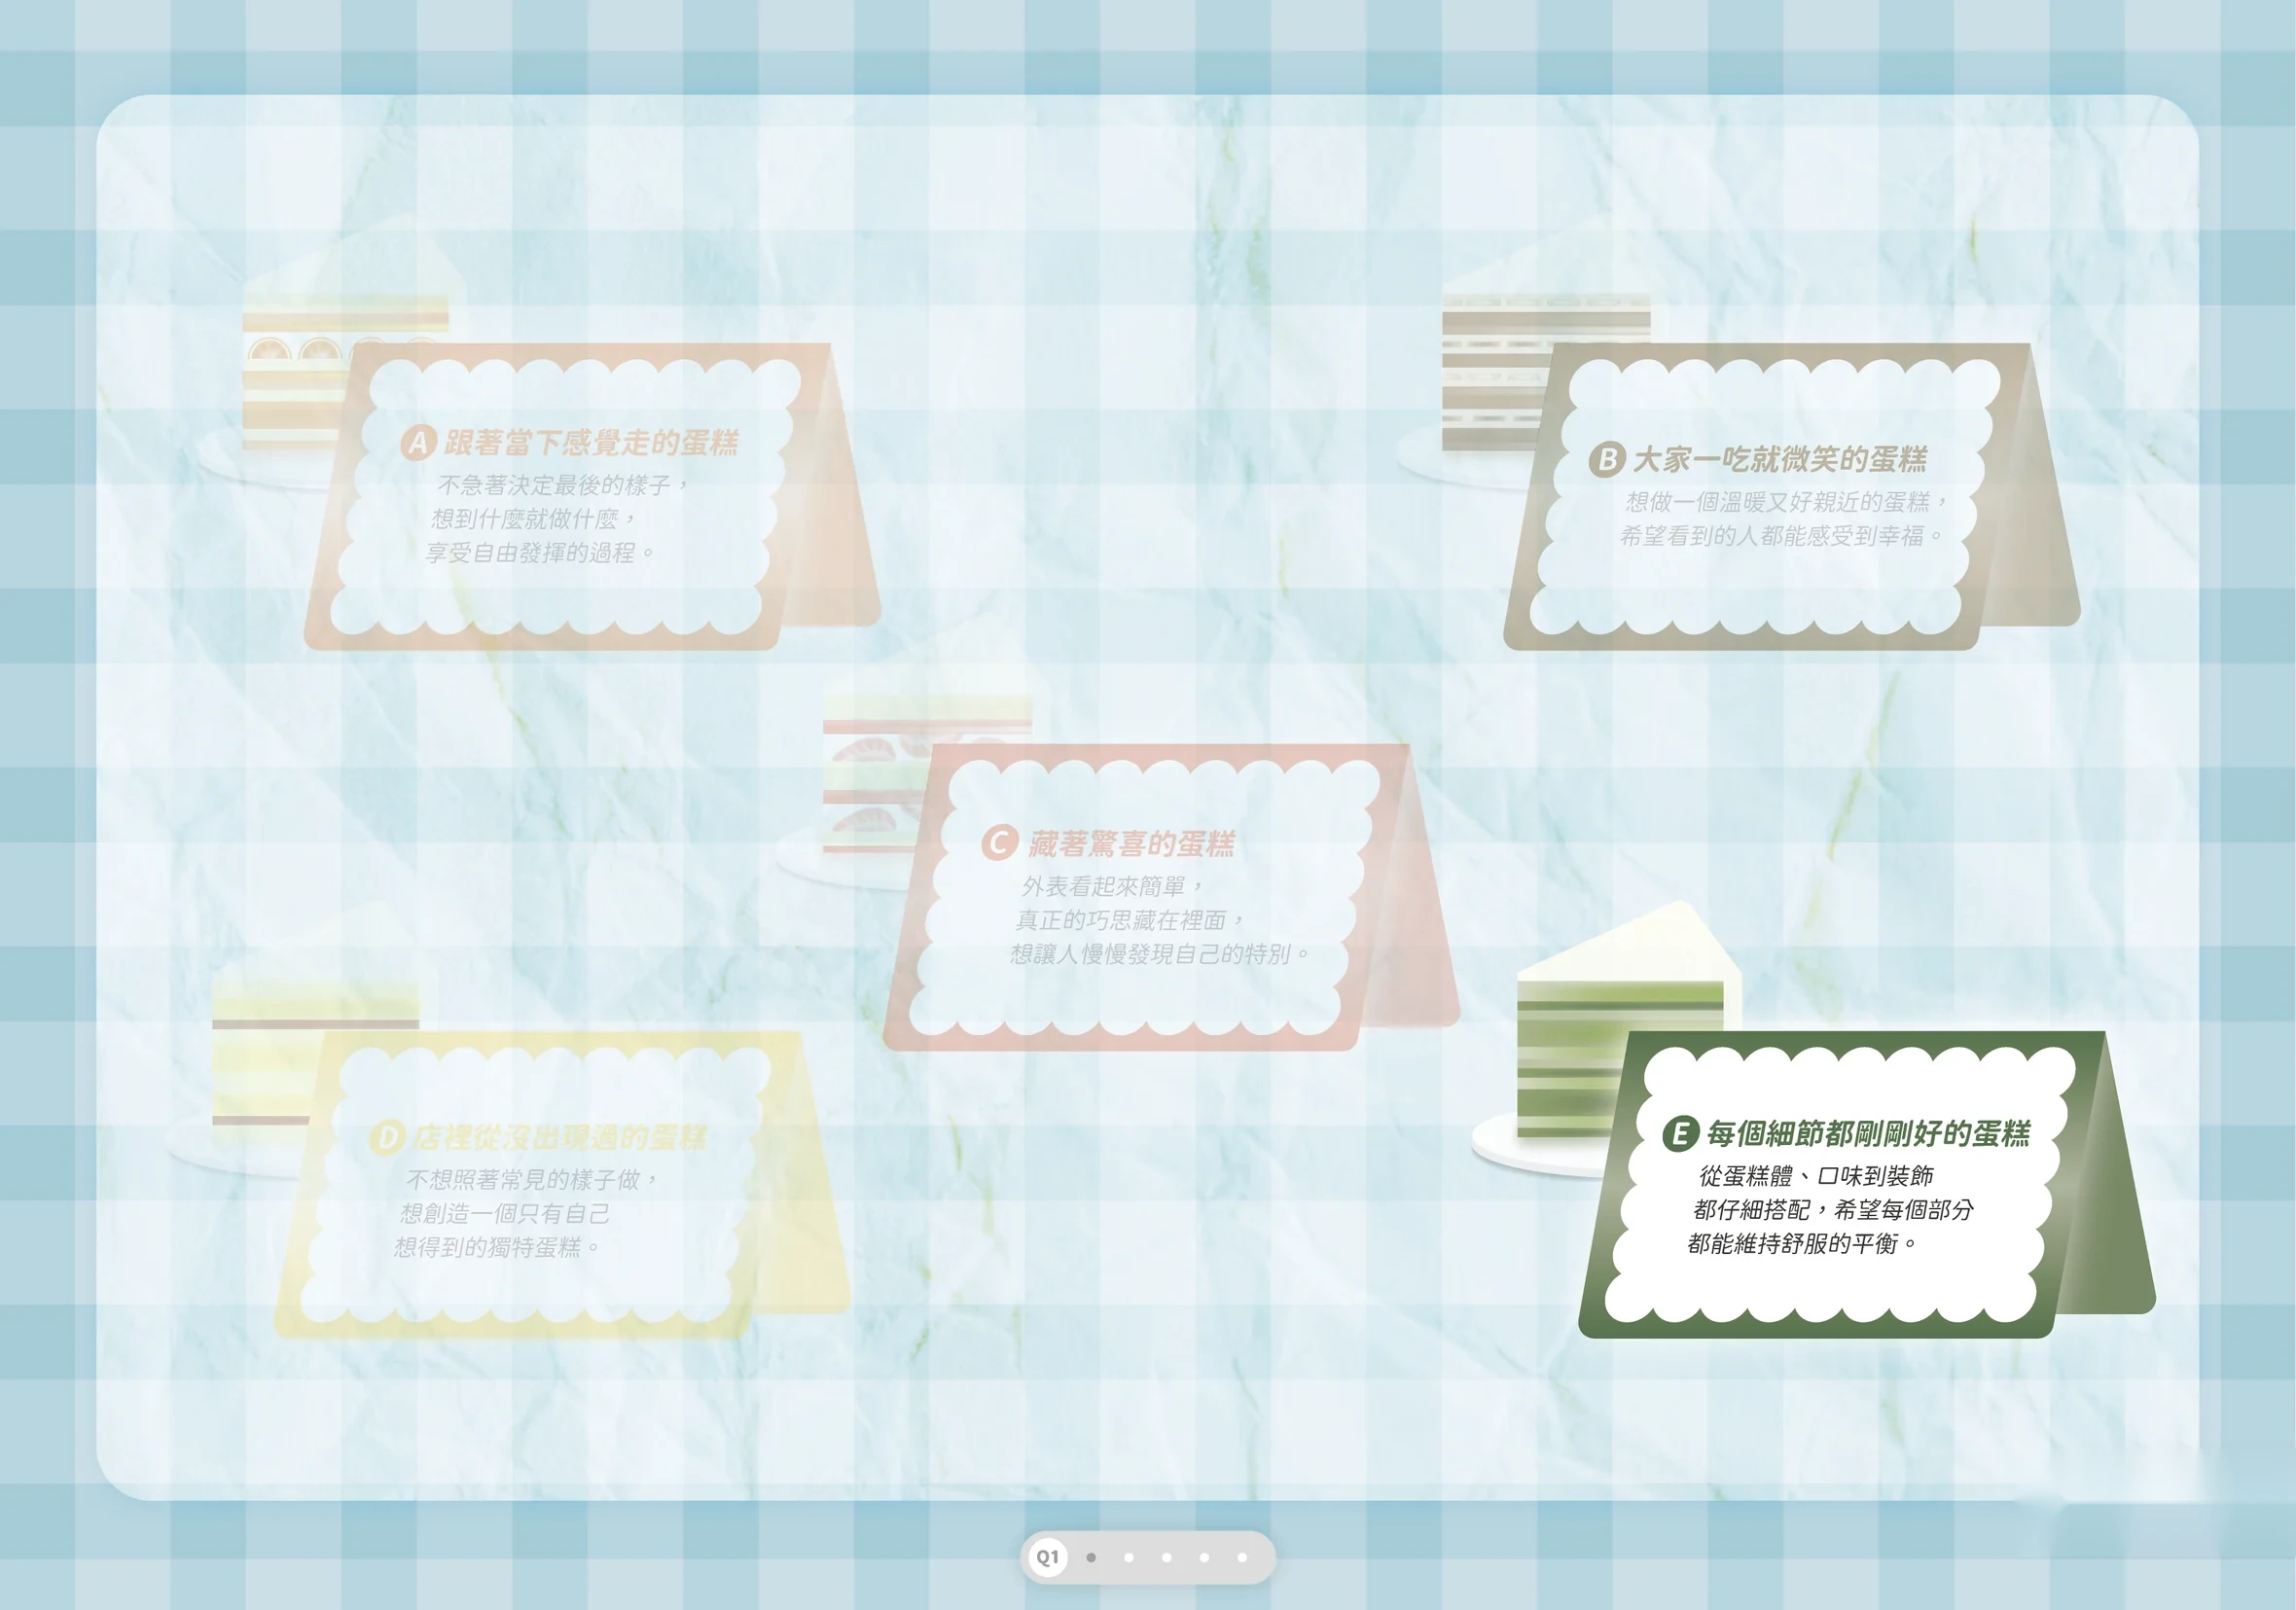 A 跟著當下感覺走的蛋糕
不急著決定最後的樣子，
想到什麼就做什麼，
享受自由發揮的過程。
B 大家一吃就微笑的蛋糕
想做一個溫暖又好親近的蛋糕，
希望看到的人都能感受到幸福。
C 藏著驚喜的蛋糕
外表看起來簡單，
真正的巧思藏在裡面，
想讓人慢慢發現自己的特別。
D 店裡從沒出現過的蛋糕
不想照著常見的樣子做，
想創造一個只有自己
想得到的獨特蛋糕。
E 每個細節都剛剛好的蛋糕
從蛋糕體、口味到裝飾
都仔細搭配，希望每個部分
都能維持舒服的平衡。
Q1